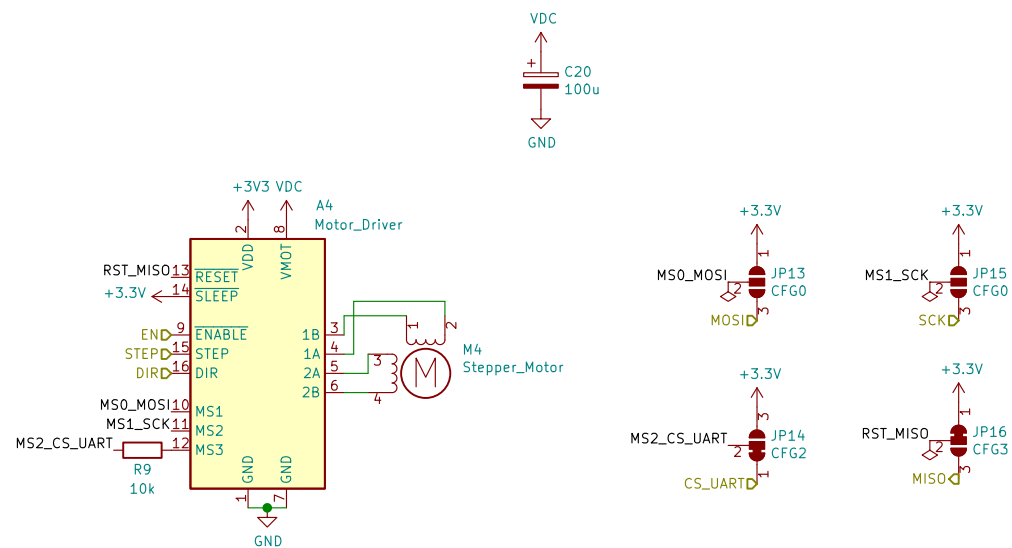 VDC
+
C20
100u
GND
+3V3 VDC
A4
Motor_Driver
2
8
VDD
VMOT
RST_MISO 13 RESET
+3.3V 14 SLEEP
EN 9 ENABLE
STEP 15 STEP
DIR 16 DIR
MS0_MOSI 10 MS1
MS1_SCK 11 MS2
MS2_CS_UART 12 MS3
R9
10k
1B 3
1A 4
2A 5
2B 6
GND
GND
1
7
GND
1
2
3
4
M
M4
Stepper_Motor
+3.3V
1
MS0_MOSI
2
JP13
CFG0
3
MOSI
+3.3V
1
MS1_SCK
2
JP15
CFG0
3
SCK
+3.3V
3
MS2_CS_UART
2
JP14
CFG2
1
CS_UART
+3.3V
1
RST_MISO
2
JP16
CFG3
3
MISO